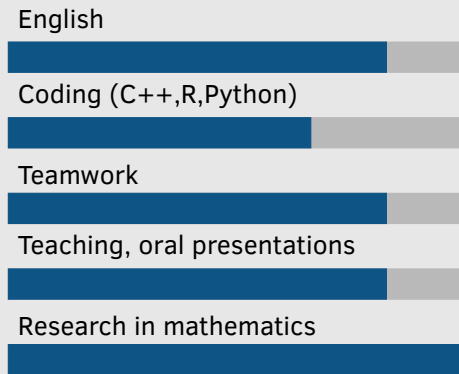 English
Coding (C++,R,Python)
Teamwork
Teaching, oral presentations
Research in mathematics